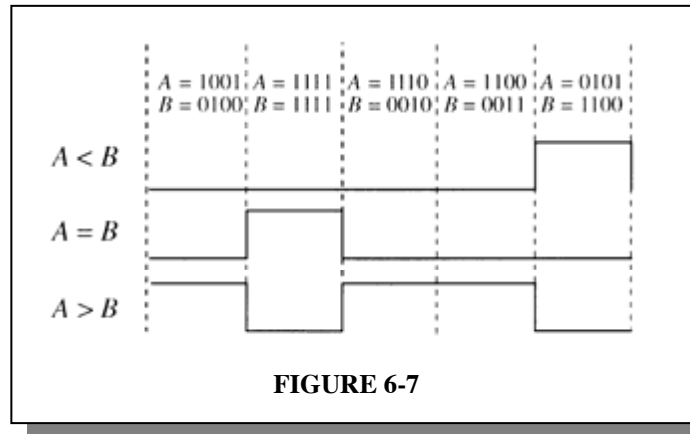 A = 1001 A = 1111 A = 1110 A = 1100 A = 0101
B = 0100 B = 1111 B = 0010 B = 0011 B = 1100
A < B
A = B
A > B
FIGURE 6-7